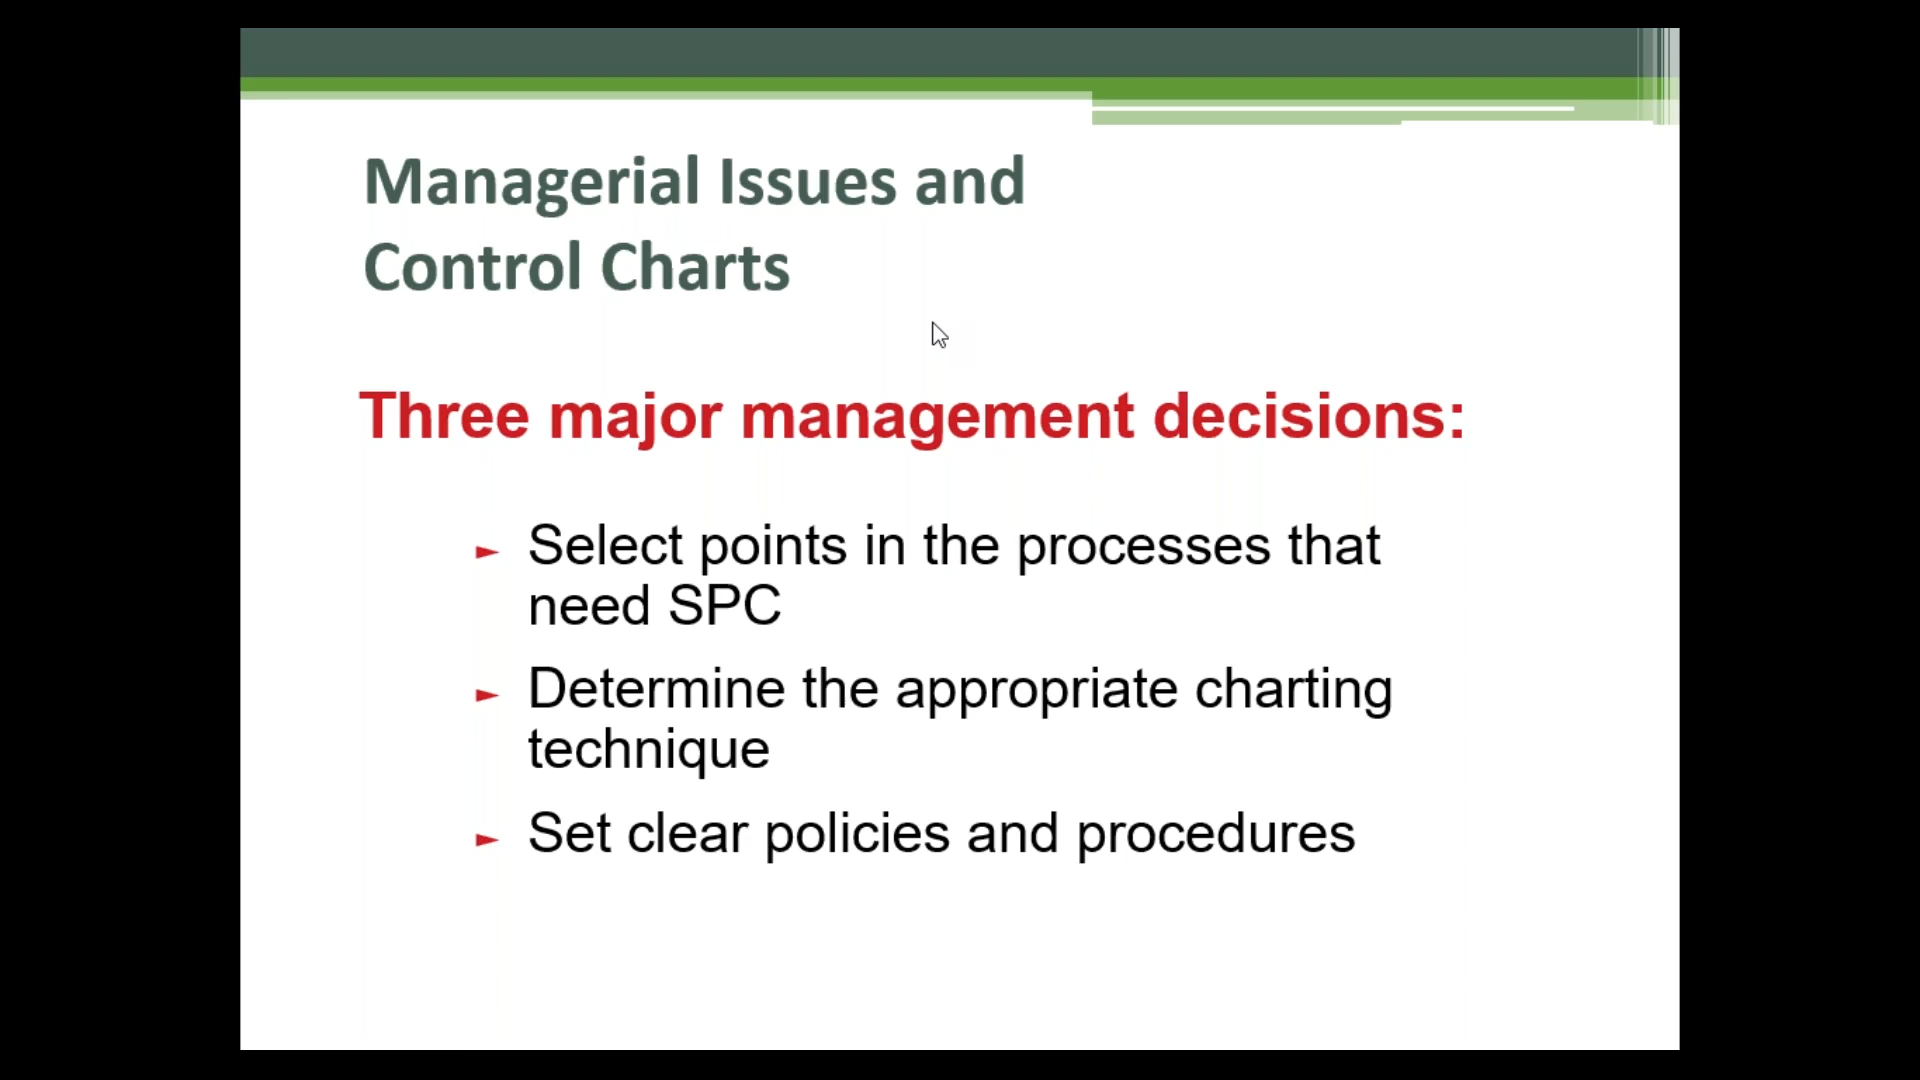 Managerial Issues and
Control Charts
Three major management decisions:
► Select points in the processes that
need SPC
► Determine the appropriate charting
technique
► Set clear policies and procedures